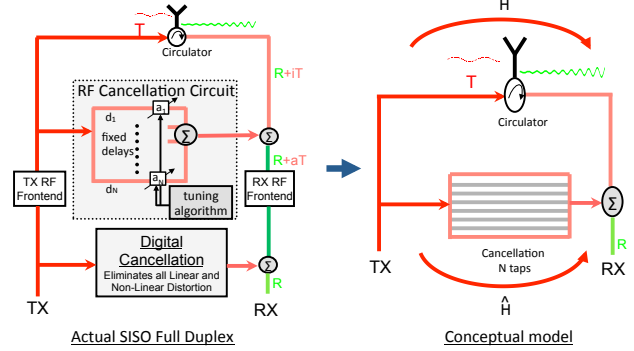 T
Circulator
R+iT
RF Cancellation Circuit
d1
a1
fixed
delays
Σ
Σ
R+aT
dN
aN
TX RF
Frontend
RX RF
Frontend
tuning
algorithm
Digital
Cancellation
Eliminates all Linear and
Non-Linear Distortion
Σ
R
TX
RX
Actual SISO Full Duplex
H
T
Circulator
Σ
R
Cancellation
N taps
TX
RX
Ĥ
Conceptual model